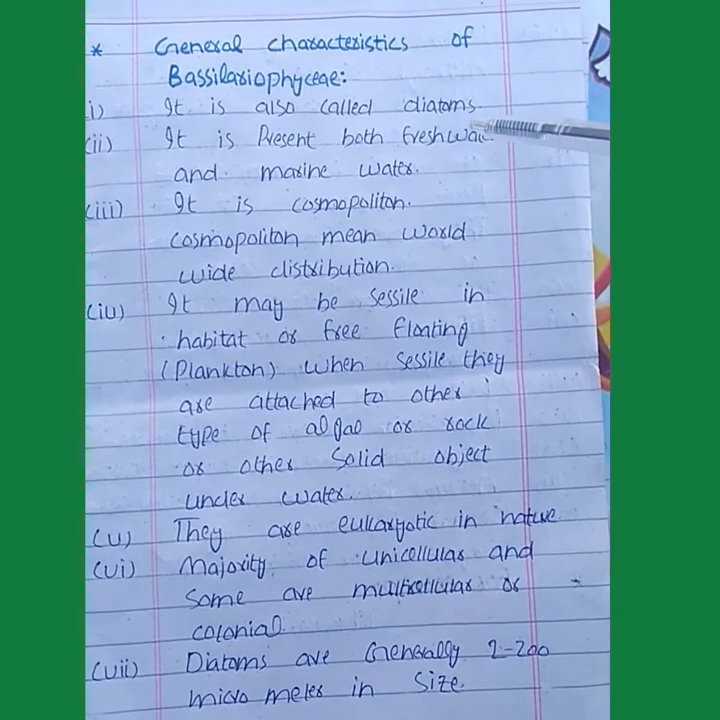 * General characteristics of
Bassilariophyceae:
i) It is also called diatoms.
(ii) It is Present both freshwat
and marine water.
(iii) It is cosmopoliton.
cosmopoliton mean world
wide distribution.
(iv) It may be sessile in
habitat or free floating
(Plankton) when sessile they
are attached to other
type of algae or rock
or other solid object
under water.
(v) They are eukaryotic in nature
(vi) Majority of unicellular and
some are multicellular or
colonial.
(vii) Diatoms are Generally 2-200
micro meter in size.